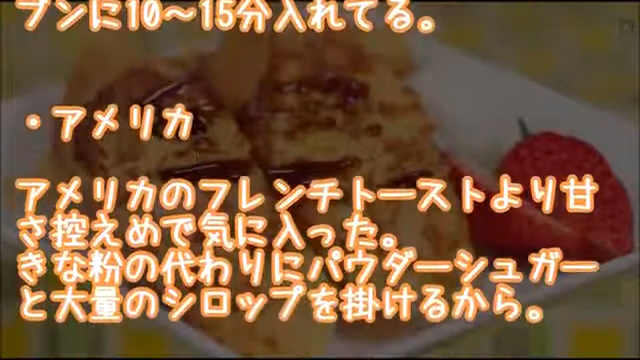 ブンに10～15分入れてる。
・アメリカ
アメリカのフレンチトーストより甘
さ控えめで気に入った。
きな粉の代わりにパウダーシュガー
と大量のシロップを掛けるから。